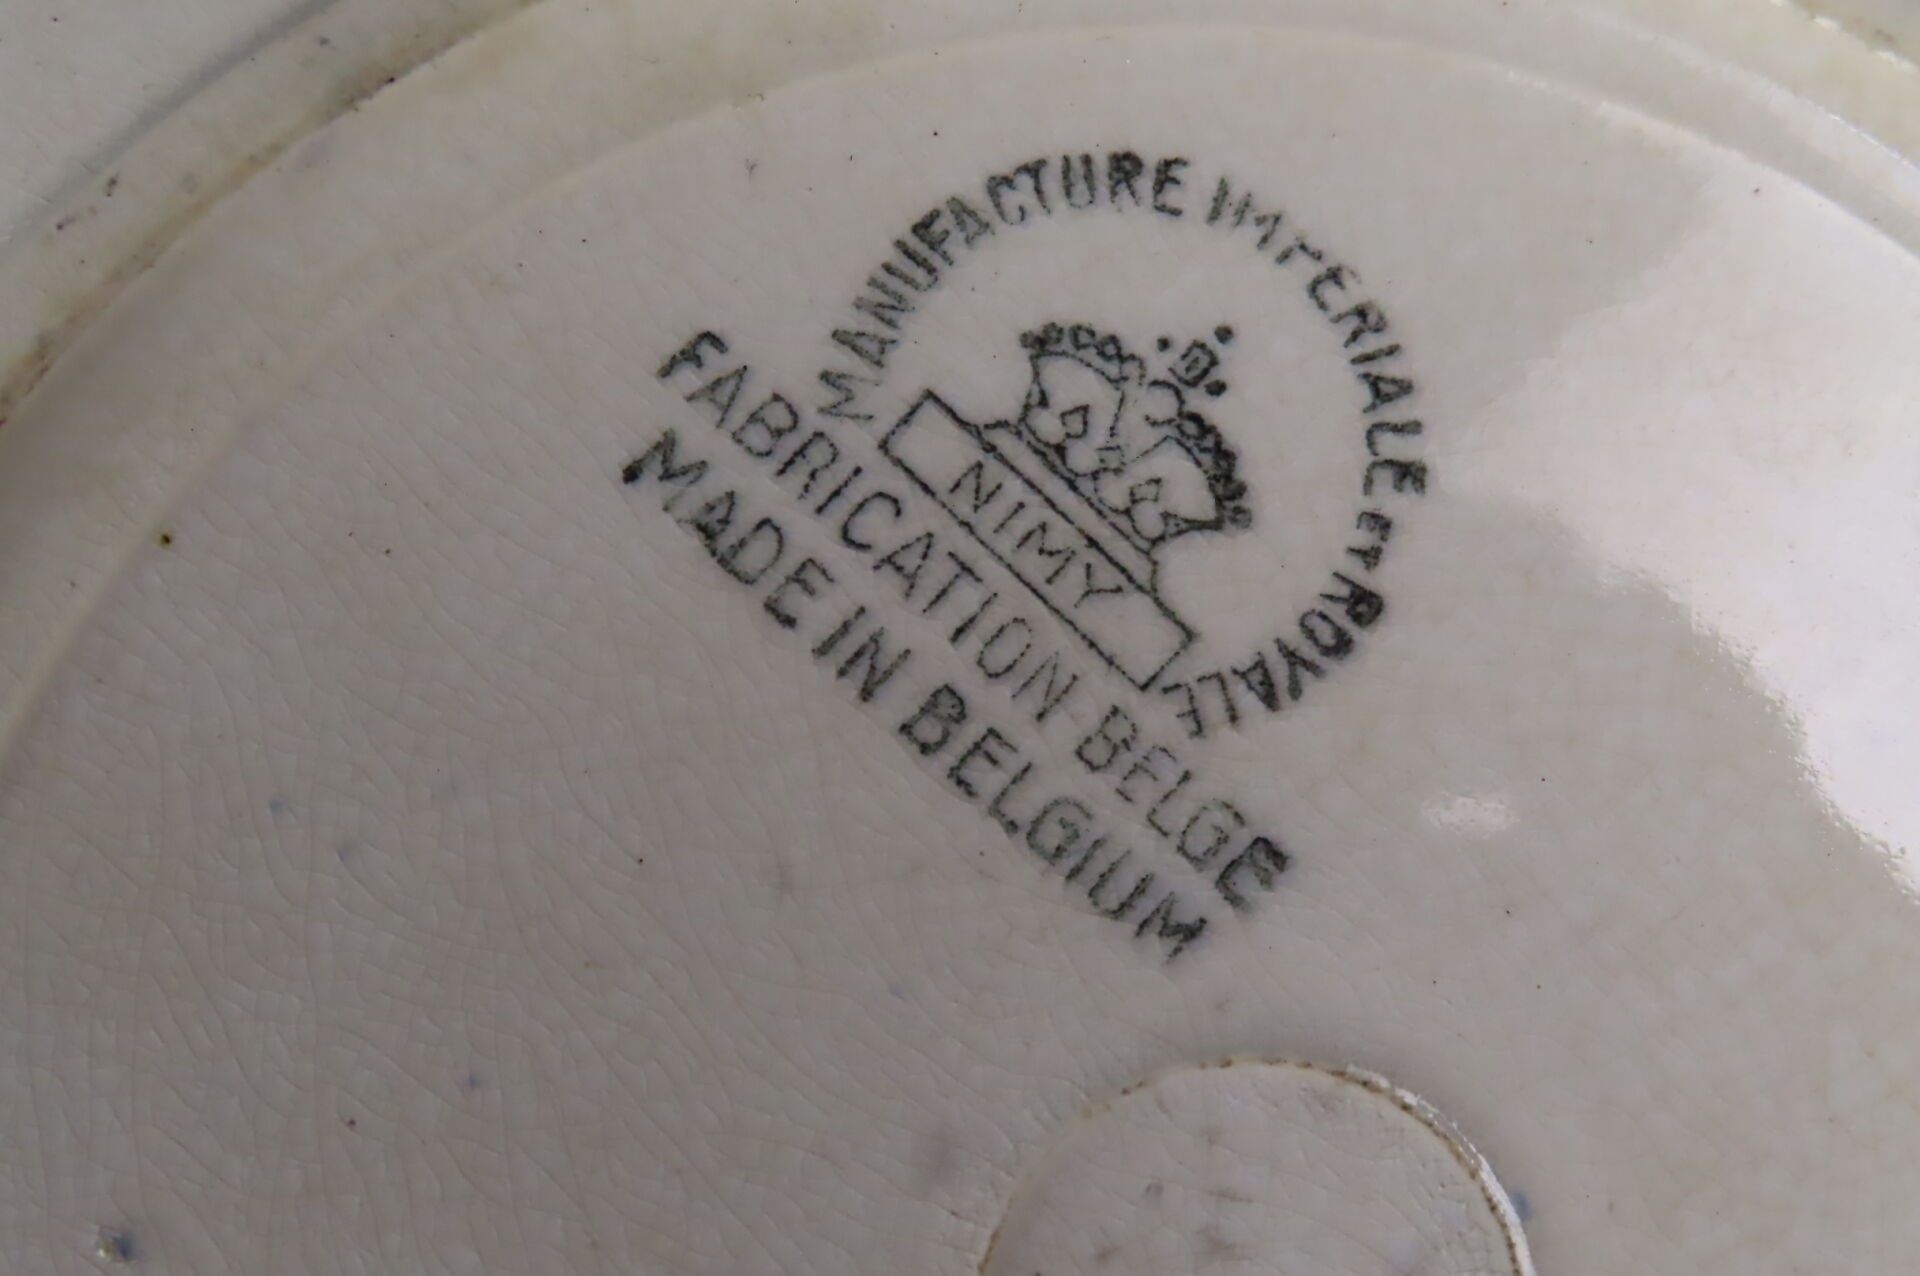 MANUFACTURE IMPERIALE ET ROYALE
NIMY
FABRICATION BELGE
MADE IN BELGIUM